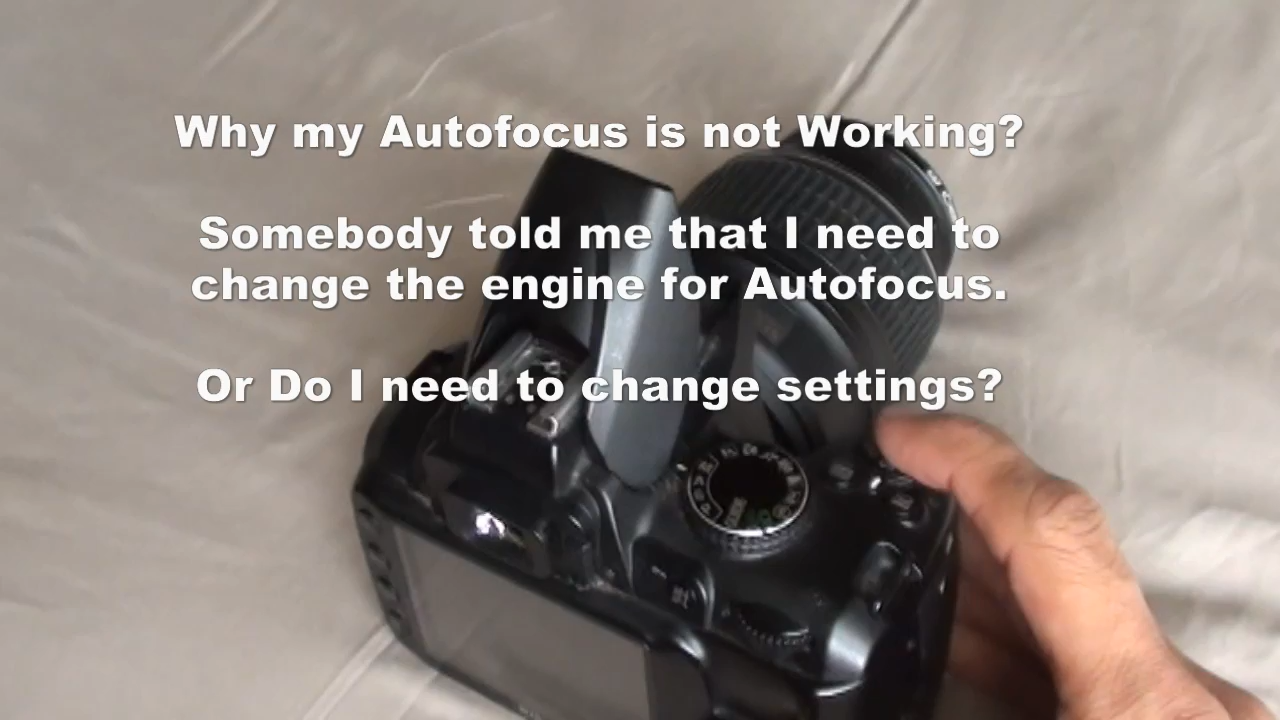 Why my Autofocus is not Working?
Somebody told me that I need to
change the engine for Autofocus.
Or Do I need to change settings?